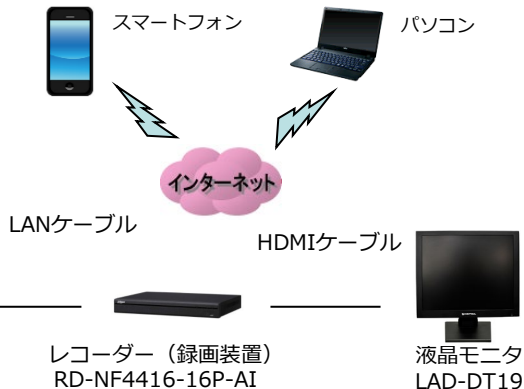 スマートフォン
パソコン
インターネット
LANケーブル
HDMIケーブル
レコーダー（録画装置）
RD-NF4416-16P-AI
液晶モニタ
LAD-DT19